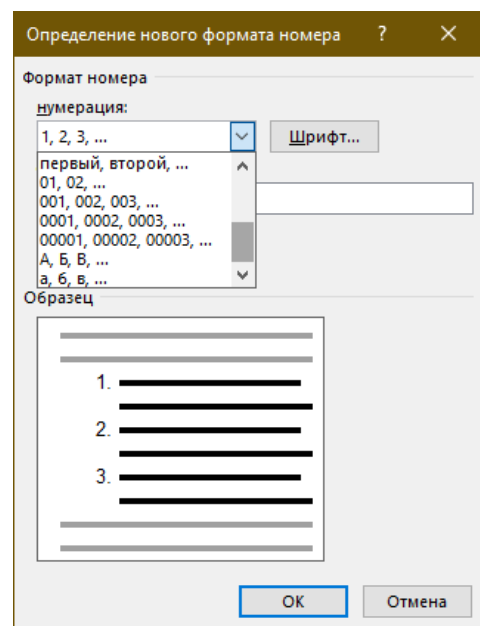 Определение нового формата номера ? ×
Формат номера
нумерация:
1, 2, 3, ... Шрифт...
первый, второй, ...
01, 02, ...
001, 002, 003, ...
0001, 0002, 0003, ...
00001, 00002, 00003, ...
А, Б, В, ...
а, б, в, ...
Образец
1.
2.
3.
ОК Отмена